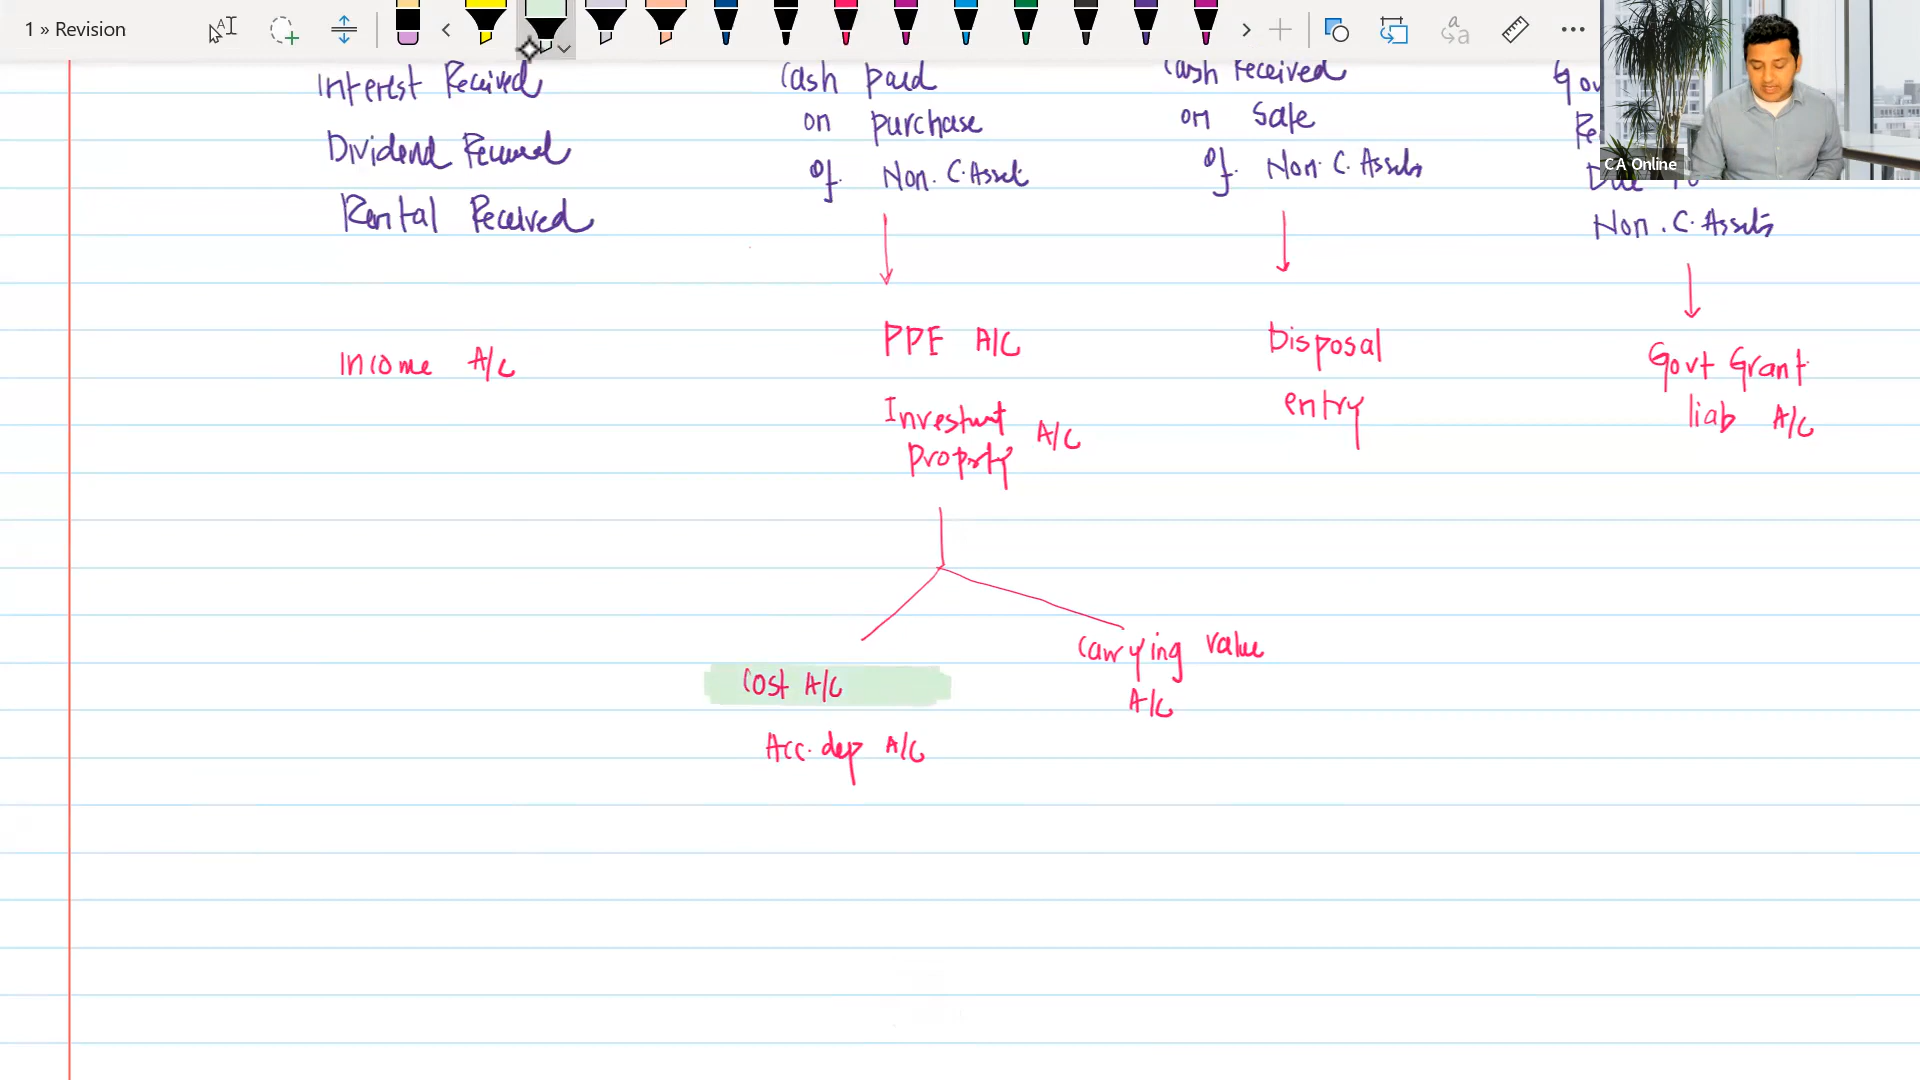 1 » Revision
Interest Received
Dividend Received
Rental Received
Income A/C
Cash paid
on purchase
of Non. C. Asset
PPE A/C
Investment A/C
Property
Cost A/C
Acc. dep A/C
Carrying value
A/C
Cash received
on Sale
of Non. C. Assets
Disposal
entry
Non. C. Assets
Govt Grant
liab A/C
C A Online